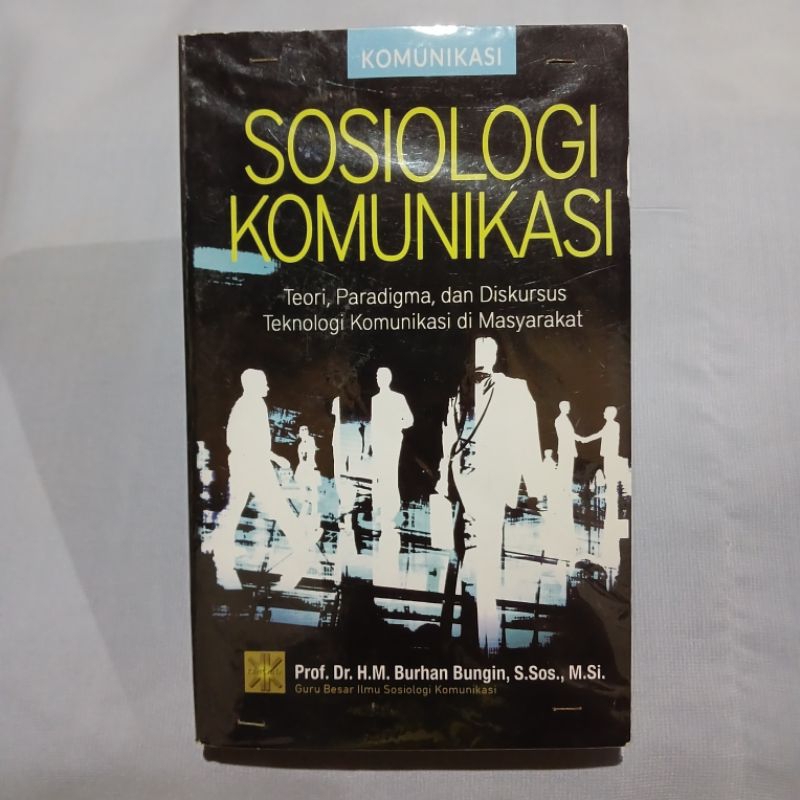 KOMUNIKASI
SOSIOLOGI
KOMUNIKASI
Teori, Paradigma, dan Diskursus
Teknologi Komunikasi di Masyarakat
Prof. Dr. H.M. Burhan Bungin, S.Sos., M.Si.
Guru Besar Ilmu Sosiologi Komunikasi